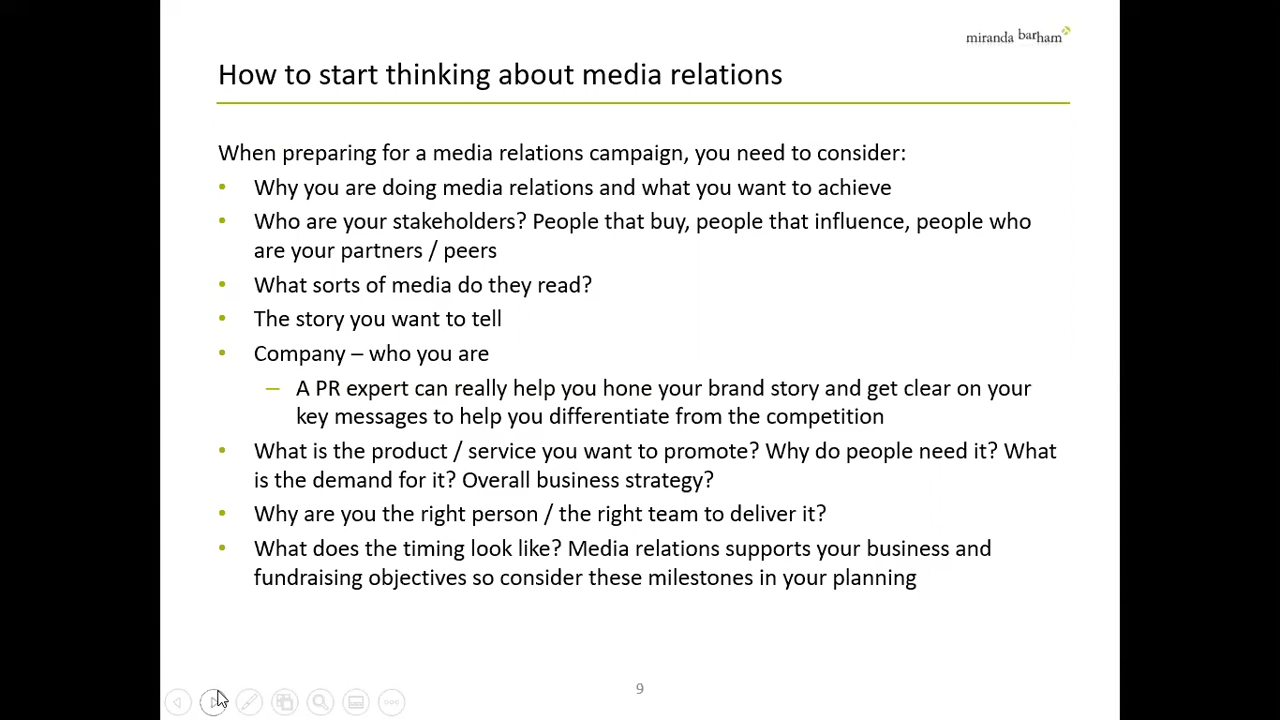 miranda barham
How to start thinking about media relations
When preparing for a media relations campaign, you need to consider:
• Why you are doing media relations and what you want to achieve
• Who are your stakeholders? People that buy, people that influence, people who
are your partners / peers
• What sorts of media do they read?
• The story you want to tell
• Company – who you are
– A PR expert can really help you hone your brand story and get clear on your
key messages to help you differentiate from the competition
• What is the product / service you want to promote? Why do people need it? What
is the demand for it? Overall business strategy?
• Why are you the right person / the right team to deliver it?
• What does the timing look like? Media relations supports your business and
fundraising objectives so consider these milestones in your planning
9